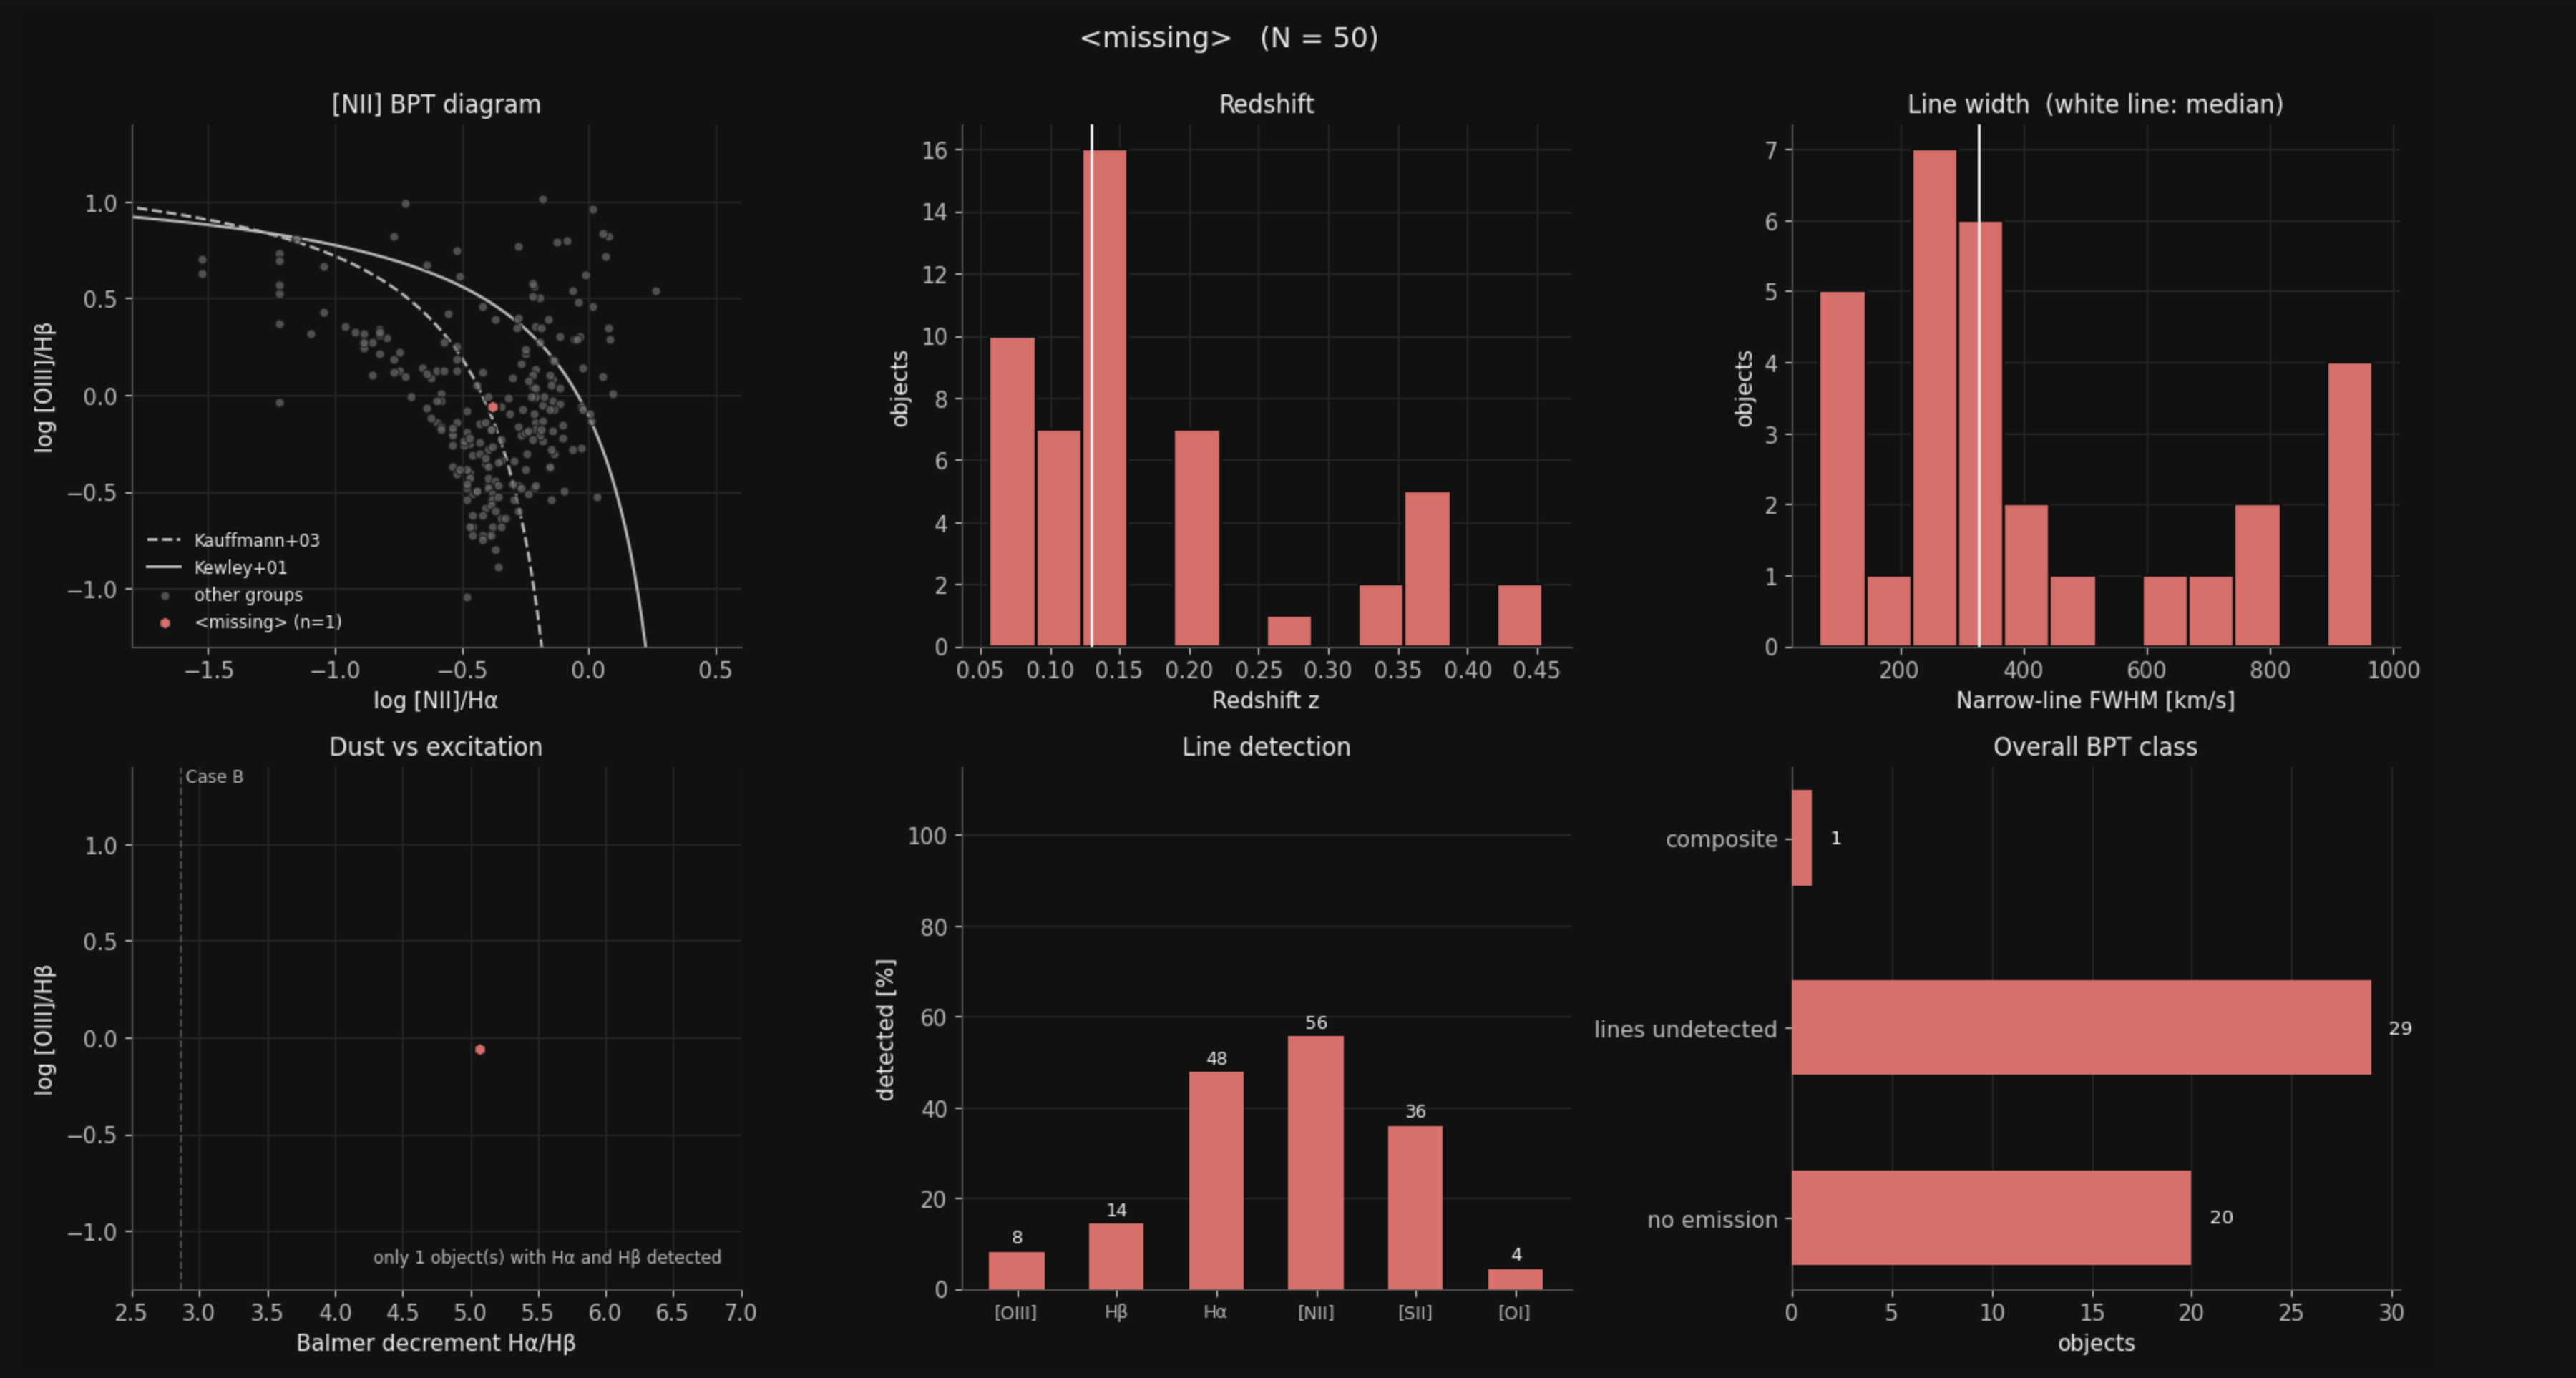 <missing>   (N = 50)
[NII] BPT diagram
log [OIII]/Hβ
1.0
0.5
0.0
−0.5
−1.0
Kauffmann+03
Kewley+01
other groups
<missing> (n=1)
−1.5 −1.0 −0.5 0.0 0.5
log [NII]/Hα
Redshift
objects
16
14
12
10
8
6
4
2
0
0.05 0.10 0.15 0.20 0.25 0.30 0.35 0.40 0.45
Redshift z
Line width  (white line: median)
objects
7
6
5
4
3
2
1
0
200 400 600 800 1000
Narrow-line FWHM [km/s]
Dust vs excitation
log [OIII]/Hβ
Case B
1.0
0.5
0.0
−0.5
−1.0
only 1 object(s) with Hα and Hβ detected
2.5 3.0 3.5 4.0 4.5 5.0 5.5 6.0 6.5 7.0
Balmer decrement Hα/Hβ
Line detection
detected [%]
100
80
60
40
20
0
8 14 48 56 36 4
[OIII] Hβ Hα [NII] [SII] [OI]
Overall BPT class
composite 1
lines undetected 29
no emission 20
0 5 10 15 20 25 30
objects